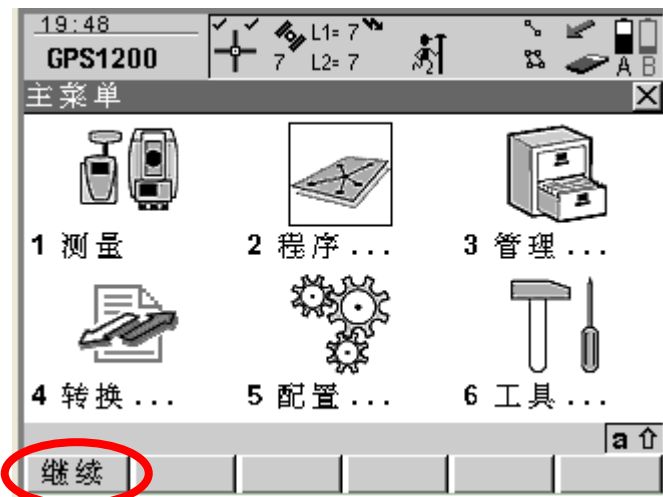 19:48
GPS1200
L1= 7
7 L2= 7
2
A B
主菜单
1 测量
2 程序...
3 管理...
4 转换...
5 配置...
6 工具...
a
继续